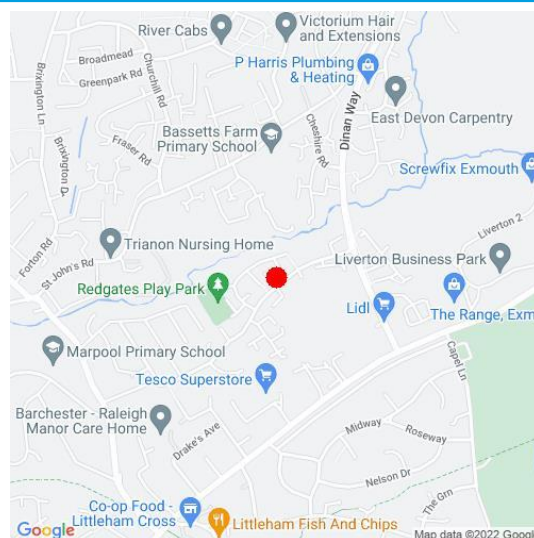 River Cabs
Victorium Hair
and Extensions
Broadmead
Greenpark Rd
Churchill Rd
Brixington Ln
P Harris Plumbing
& Heating
Dinan Way
East Devon Carpentry
Bassetts Farm
Primary School
Cheshire Rd
Fraser Rd
Brixington D
Screwfix Exmouth
Liverton 2
Trianon Nursing Home
Forton Rd
St John's Rd
Liverton Business Park
Redgates Play Park
Lidl
The Range, Exm
Marpool Primary School
Capel Ln
Tesco Superstore
Barchester - Raleigh
Manor Care Home
Drake's Ave
Midway
Roseway
Nelson Dr
The Grn
Co-op Food -
Littleham Cross
Littleham Fish And Chips
Google
Map data ©2022 Google